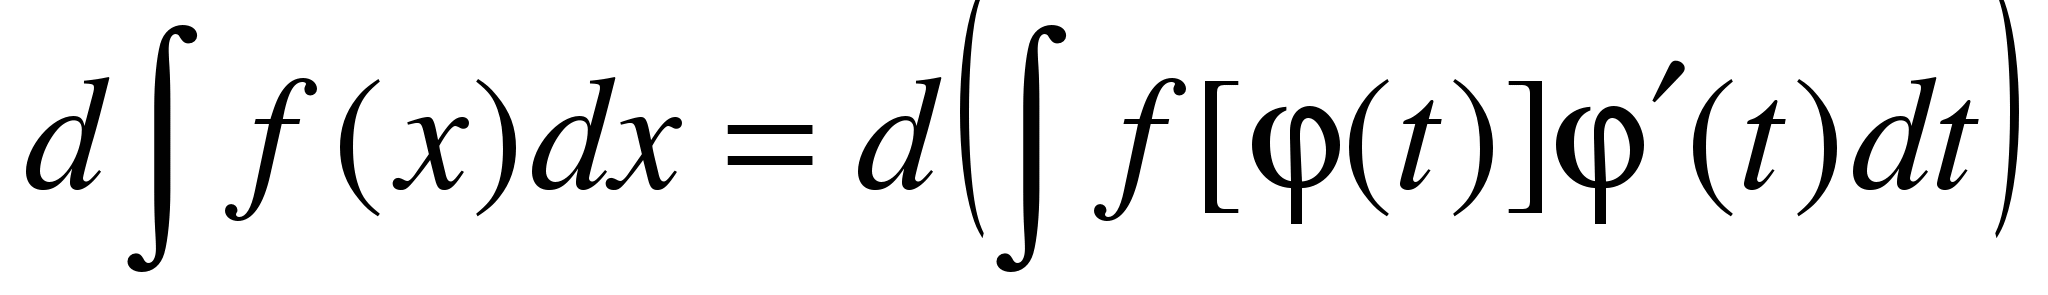 d∫f(x)dx = d(∫f[φ(t)]φ′(t)dt)